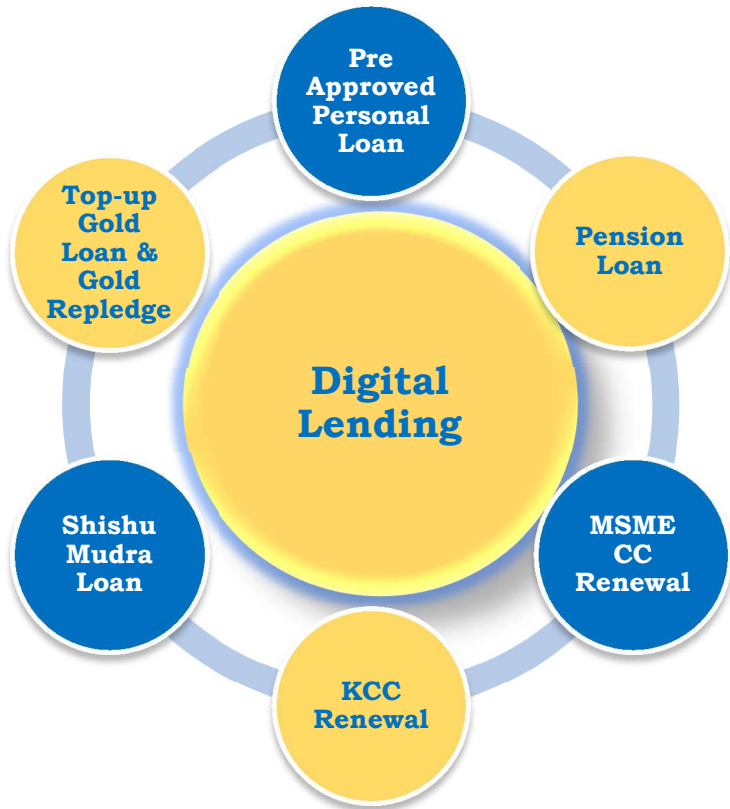 Pre
Approved
Personal
Loan
Pension
Loan
MSME
CC
Renewal
KCC
Renewal
Shishu
Mudra
Loan
Top-up
Gold
Loan &
Gold
Repledge
Digital
Lending